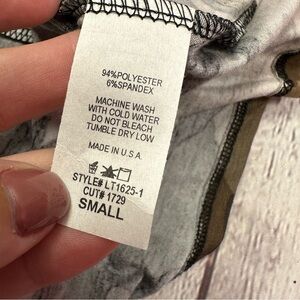 94%POLYESTER
6%SPANDEX
MACHINE WASH
WITH COLD WATER
DO NOT BLEACH
TUMBLE DRY LOW
MADE IN U.S.A
STYLE# LT1625-1
CUT# 1729
SMALL